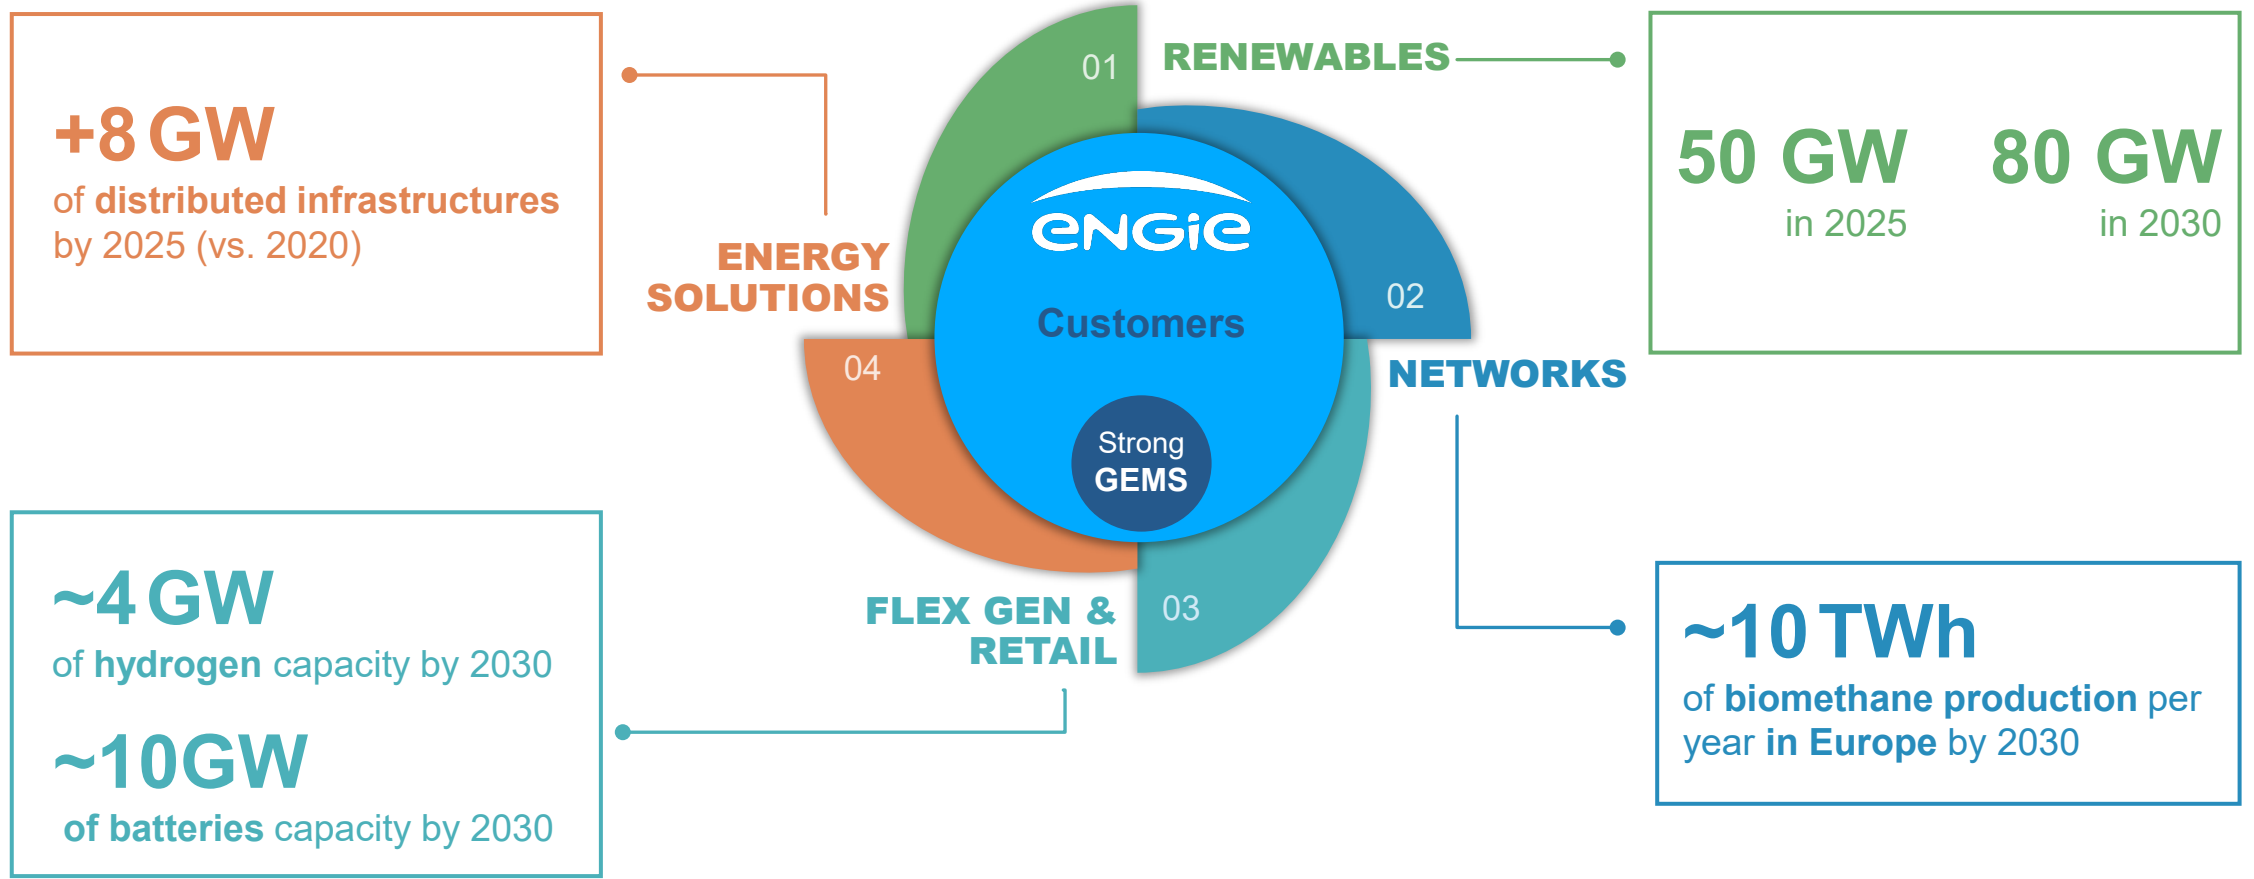 +8 GW
of distributed infrastructures
by 2025 (vs. 2020)
ENERGY
SOLUTIONS
01
RENEWABLES
50 GW
in 2025
80 GW
in 2030
ENGIE
Customers
Strong
GEMS
02
NETWORKS
04
03
FLEX GEN &
RETAIL
~4 GW
of hydrogen capacity by 2030
~10GW
of batteries capacity by 2030
~10 TWh
of biomethane production per
year in Europe by 2030